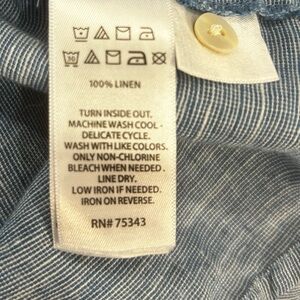 100% LINEN
TURN INSIDE OUT.
MACHINE WASH COOL -
DELICATE CYCLE.
WASH WITH LIKE COLORS.
ONLY NON-CHLORINE
BLEACH WHEN NEEDED.
LINE DRY.
LOW IRON IF NEEDED.
IRON ON REVERSE.
RN# 75343